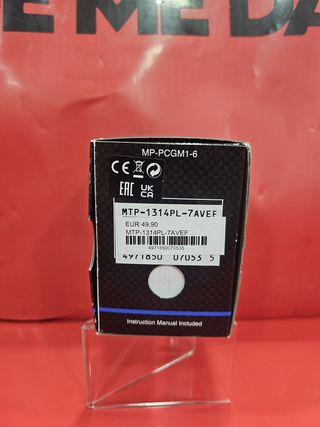 E ME DA
MP-PCGM1-6
CE
EAC UK CA
MTP-1314PL-7AVEF
EUR 49,90
MTP-1314PL-7AVEF
4971850070535
4971850 07053 5
Instruction Manual Included